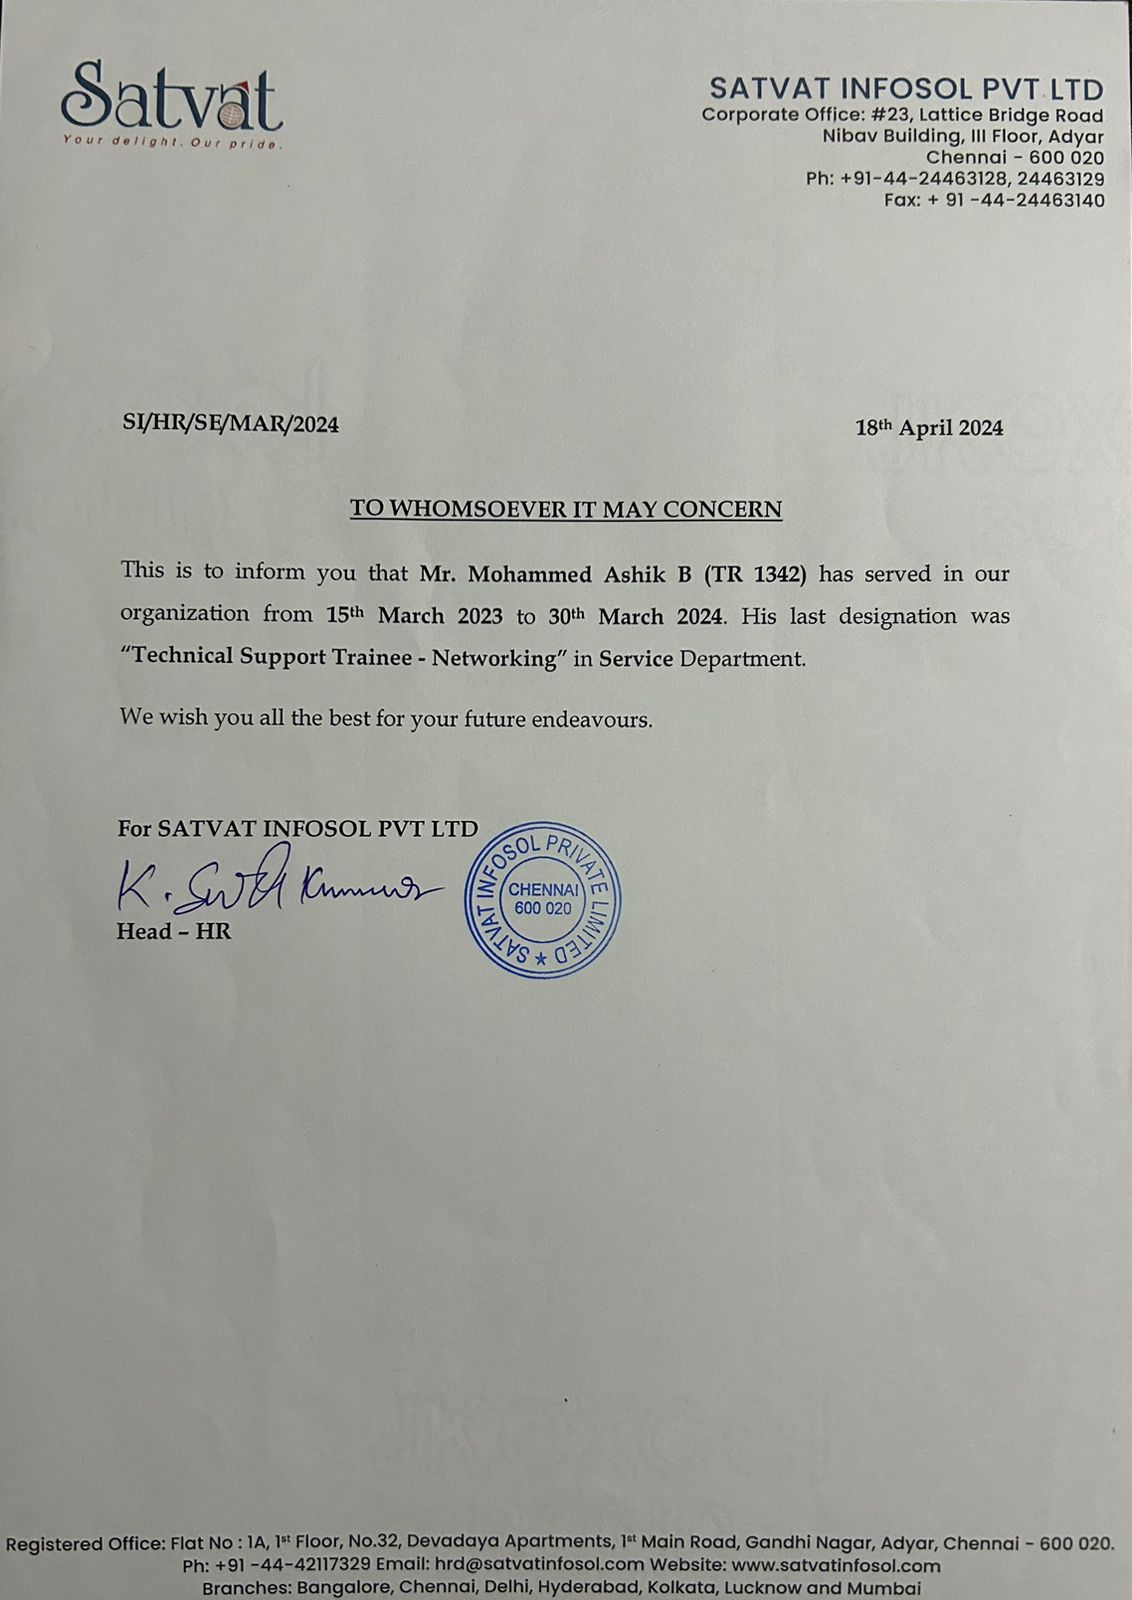 Satvat
Your delight. Our pride.
SATVAT INFOSOL PVT LTD
Corporate Office: #23, Lattice Bridge Road
Nibav Building, III Floor, Adyar
Chennai - 600 020
Ph: +91-44-24463128, 24463129
Fax: + 91 -44-24463140
SI/HR/SE/MAR/2024
18th April 2024
TO WHOMSOEVER IT MAY CONCERN
This is to inform you that Mr. Mohammed Ashik B (TR 1342) has served in our
organization from 15th March 2023 to 30th March 2024. His last designation was
“Technical Support Trainee - Networking” in Service Department.
We wish you all the best for your future endeavours.
For SATVAT INFOSOL PVT LTD
K.
Head – HR
SATVAT INFOSOL PRIVATE LIMITED ★
CHENNAI
600 020
Registered Office: Flat No : 1A, 1st Floor, No.32, Devadaya Apartments, 1st Main Road, Gandhi Nagar, Adyar, Chennai - 600 020.
Ph: +91 -44-42117329 Email: hrd@satvatinfosol.com Website: www.satvatinfosol.com
Branches: Bangalore, Chennai, Delhi, Hyderabad, Kolkata, Lucknow and Mumbai